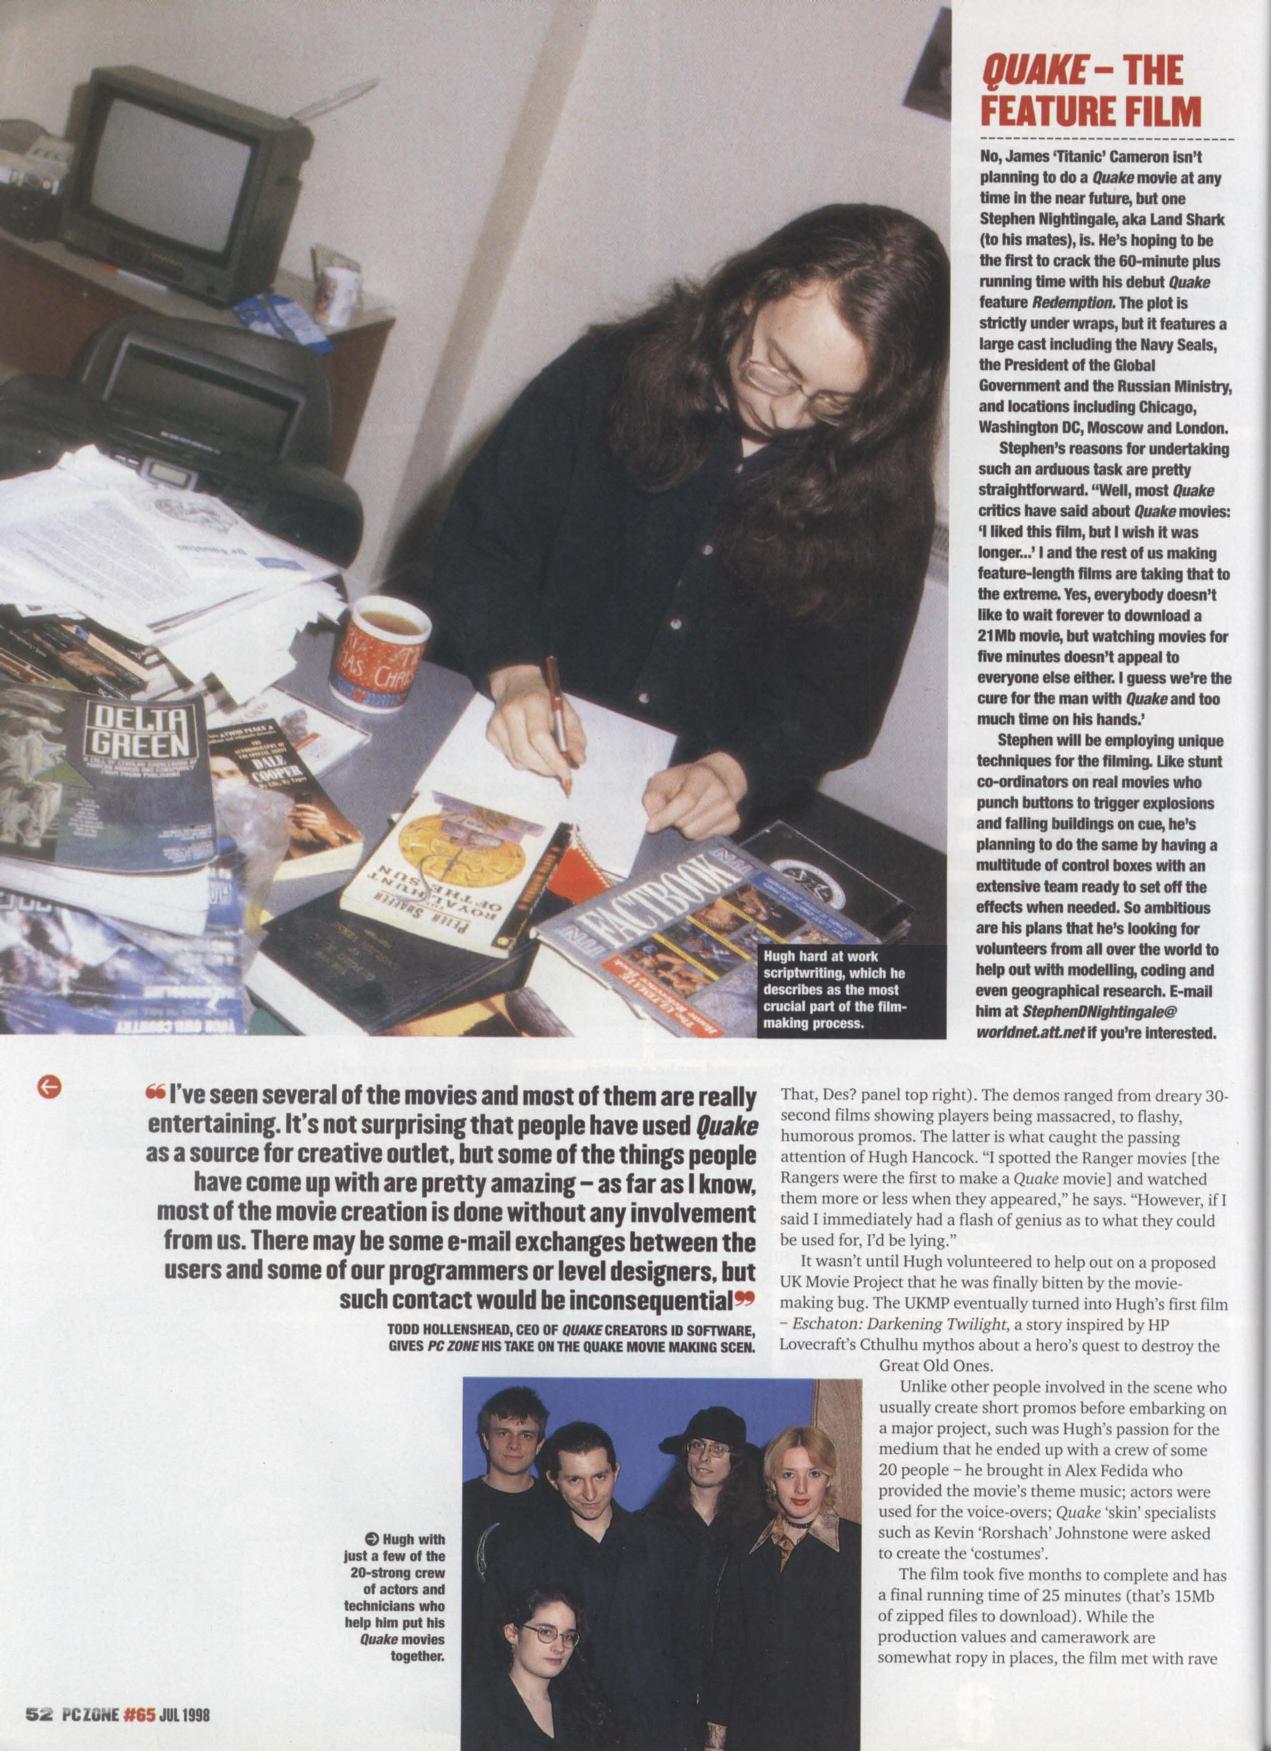 QUAKE – THE
FEATURE FILM
No, James ‘Titanic’ Cameron isn’t
planning to do a Quake movie at any
time in the near future, but one
Stephen Nightingale, aka Land Shark
(to his mates), is. He’s hoping to be
the first to crack the 60-minute plus
running time with his debut Quake
feature Redemption. The plot is
strictly under wraps, but it features a
large cast including the Navy Seals,
the President of the Global
Government and the Russian Ministry,
and locations including Chicago,
Washington DC, Moscow and London.
Stephen’s reasons for undertaking
such an arduous task are pretty
straightforward. “Well, most Quake
critics have said about Quake movies:
‘I liked this film, but I wish it was
longer...’ I and the rest of us making
feature-length films are taking that to
the extreme. Yes, everybody doesn’t
like to wait forever to download a
21Mb movie, but watching movies for
five minutes doesn’t appeal to
everyone else either. I guess we’re the
cure for the man with Quake and too
much time on his hands.’
Stephen will be employing unique
techniques for the filming. Like stunt
co-ordinators on real movies who
punch buttons to trigger explosions
and falling buildings on cue, he’s
planning to do the same by having a
multitude of control boxes with an
extensive team ready to set off the
effects when needed. So ambitious
are his plans that he’s looking for
volunteers from all over the world to
help out with modelling, coding and
even geographical research. E-mail
him at StephenDNightingale@
worldnet.att.net if you’re interested.
DELTA
GREEN
DALE
COOPER
PETER SHAFFER
ROYAL HUNT
OF THE SUN
FACTBOOK
Hugh hard at work
scriptwriting, which he
describes as the most
crucial part of the film-
making process.
“I’ve seen several of the movies and most of them are really
entertaining. It’s not surprising that people have used Quake
as a source for creative outlet, but some of the things people
have come up with are pretty amazing – as far as I know,
most of the movie creation is done without any involvement
from us. There may be some e-mail exchanges between the
users and some of our programmers or level designers, but
such contact would be inconsequential”
TODD HOLLENSHEAD, CEO OF QUAKE CREATORS ID SOFTWARE,
GIVES PC ZONE HIS TAKE ON THE QUAKE MOVIE MAKING SCEN.
That, Des? panel top right). The demos ranged from dreary 30-
second films showing players being massacred, to flashy,
humorous promos. The latter is what caught the passing
attention of Hugh Hancock. “I spotted the Ranger movies [the
Rangers were the first to make a Quake movie] and watched
them more or less when they appeared,” he says. “However, if I
said I immediately had a flash of genius as to what they could
be used for, I’d be lying.”
It wasn’t until Hugh volunteered to help out on a proposed
UK Movie Project that he was finally bitten by the movie-
making bug. The UKMP eventually turned into Hugh’s first film
– Eschaton: Darkening Twilight, a story inspired by HP
Lovecraft’s Cthulhu mythos about a hero’s quest to destroy the
Great Old Ones.
Unlike other people involved in the scene who
usually create short promos before embarking on
a major project, such was Hugh’s passion for the
medium that he ended up with a crew of some
20 people – he brought in Alex Fedida who
provided the movie’s theme music; actors were
used for the voice-overs; Quake ‘skin’ specialists
such as Kevin ‘Rorshach’ Johnstone were asked
to create the ‘costumes’.
The film took five months to complete and has
a final running time of 25 minutes (that’s 15Mb
of zipped files to download). While the
production values and camerawork are
somewhat ropy in places, the film met with rave
Hugh with
just a few of the
20-strong crew
of actors and
technicians who
help him put his
Quake movies
together.
52 PC ZONE #65 JUL 1998